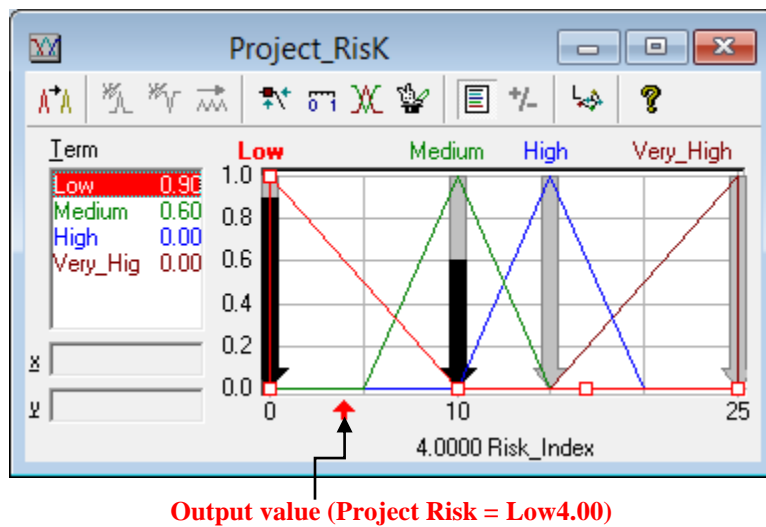 Project_RisK
0 1
+/-
?
Term
Low 0.90
Medium 0.60
High 0.00
Very_Hig 0.00
x
y
Low Medium High Very_High
1.0
0.8
0.6
0.4
0.2
0.0
0 10 25
4.0000 Risk_Index
Output value (Project Risk = Low4.00)